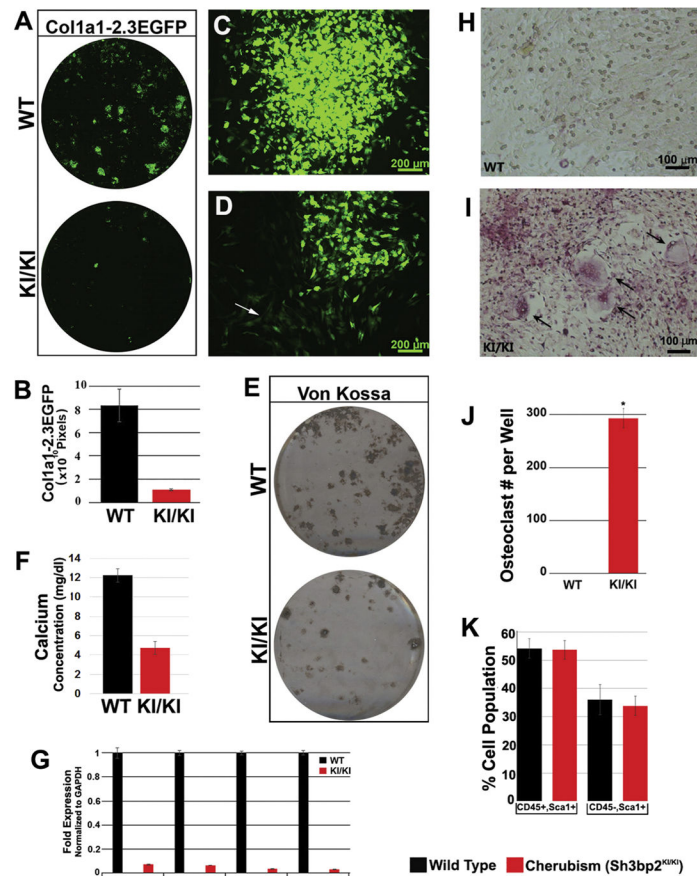 A
Col1a1-2.3EGFP
WT
KI/KI
C
200 µm
D
200 µm
H
WT
100 µm
I
KI/KI
100 µm
B
Col1a1-2.3EGFP
(x10 Pixels)
10
8
6
4
2
0
WT KI/KI
E
Von Kossa
WT
KI/KI
F
Calcium
Concentration (mg/dl)
14
12
10
8
6
4
2
0
WT KI/KI
G
Fold Expression
Normalized to GAPDH
1
0.8
0.6
0.4
0.2
0
WT
KI/KI
J
Osteoclast # per Well
300
300
300
0
*
WT KI/KI
K
% Cell Population
60
50
40
30
20
10
0
CD45+,Sca1+ CD45-,Sca1+
Wild Type Cherubism (Sh3bp2KI/KI)